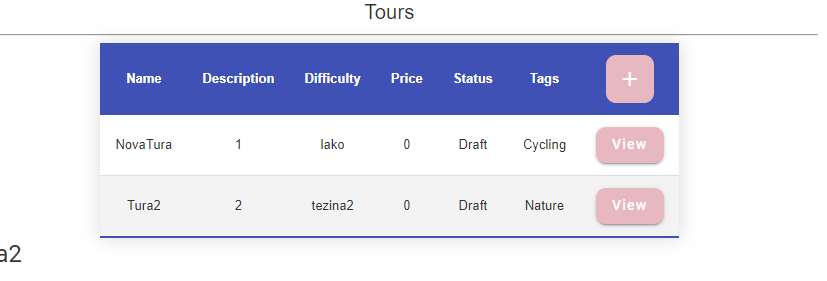 Tours
Name Description Difficulty Price Status Tags +
NovaTura 1 lako 0 Draft Cycling View
Tura2 2 tezina2 0 Draft Nature View
a2